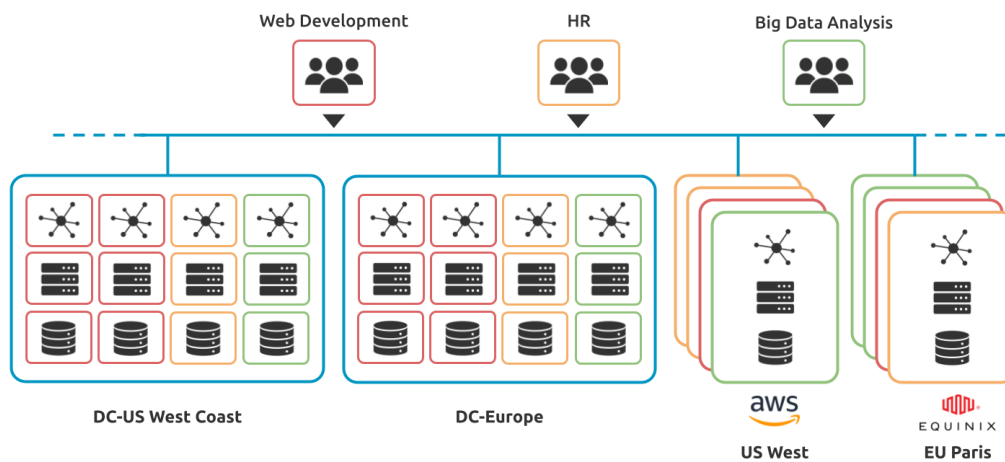 Web Development
HR
Big Data Analysis
DC-US West Coast
DC-Europe
aws
US West
EQUINIX
EU Paris